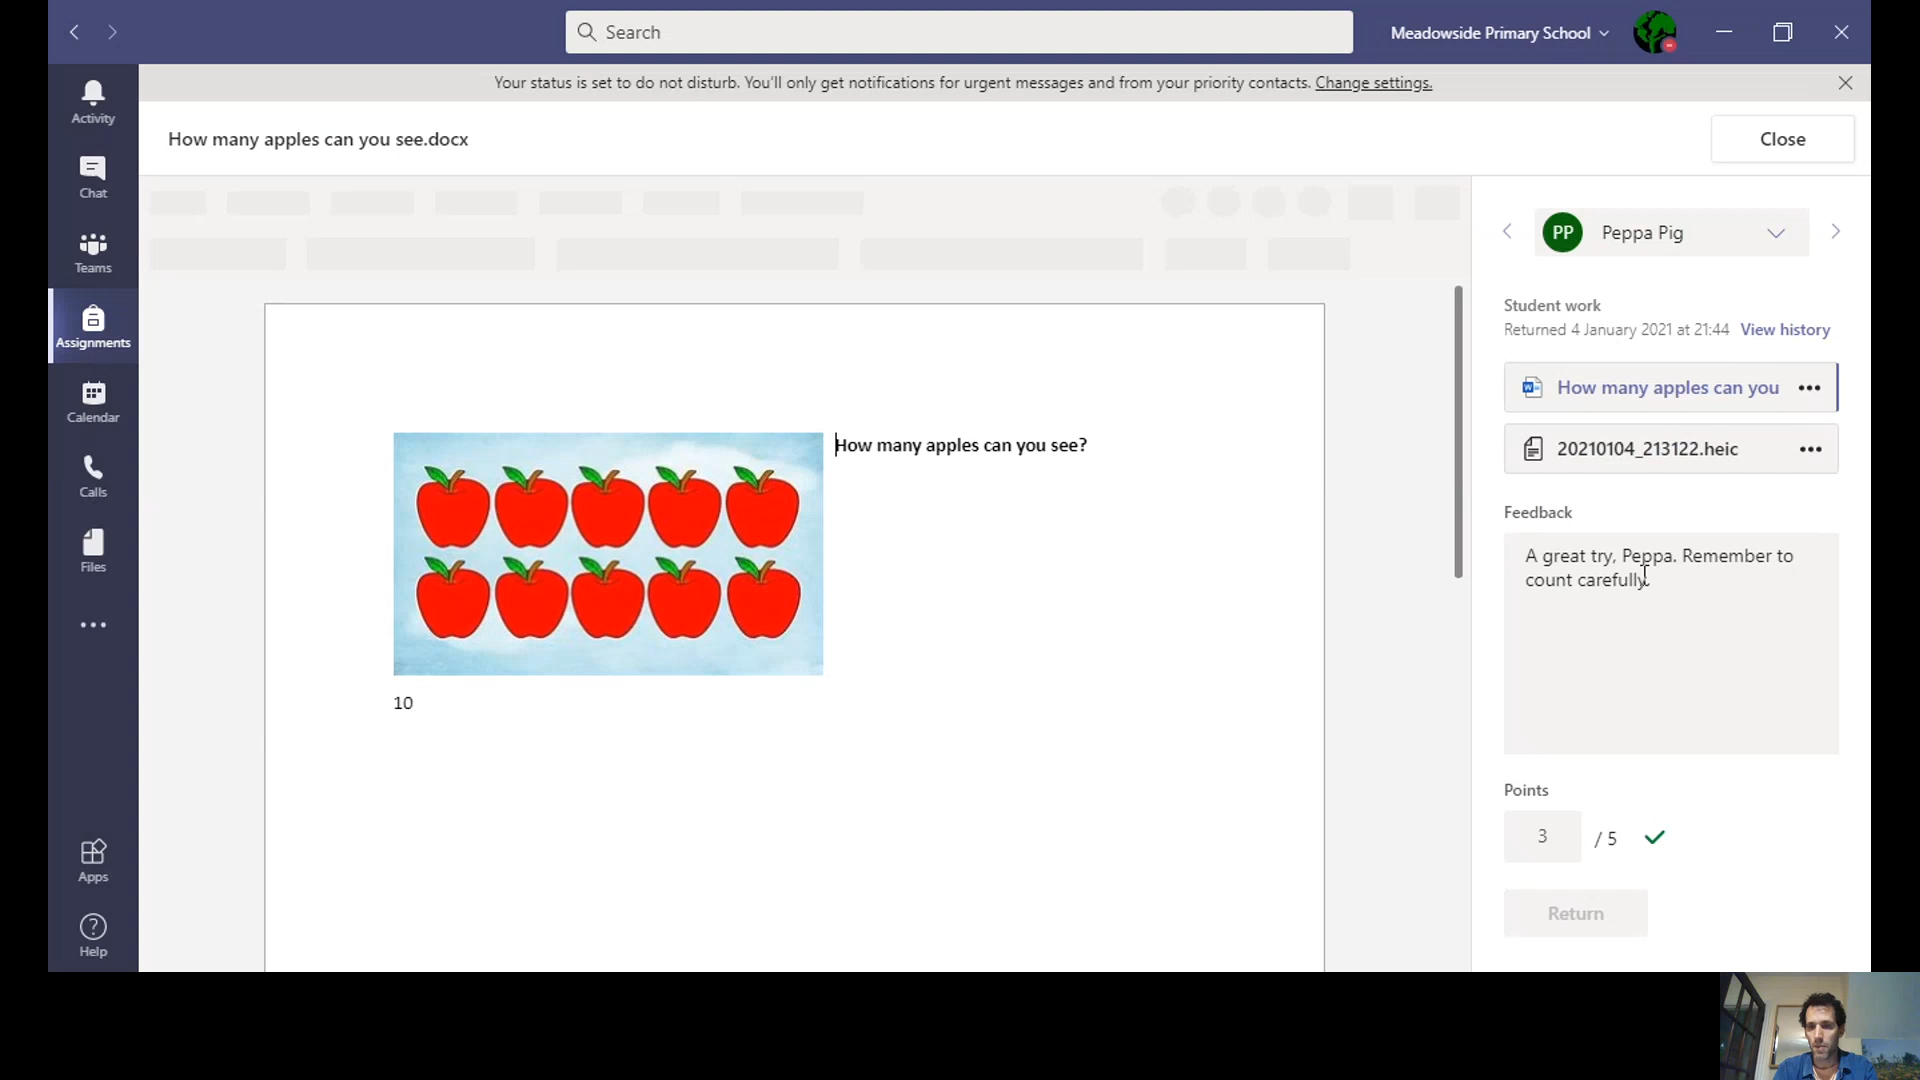 Search
Meadowside Primary School
Your status is set to do not disturb. You'll only get notifications for urgent messages and from your priority contacts. Change settings.
Activity
Chat
Teams
Assignments
Calendar
Calls
Files
Apps
Help
How many apples can you see.docx
Close
How many apples can you see?
10
PP Peppa Pig
Student work
Returned 4 January 2021 at 21:44 View history
How many apples can you
20210104_213122.heic
Feedback
A great try, Peppa. Remember to
count carefully.
Points
3 / 5
Return